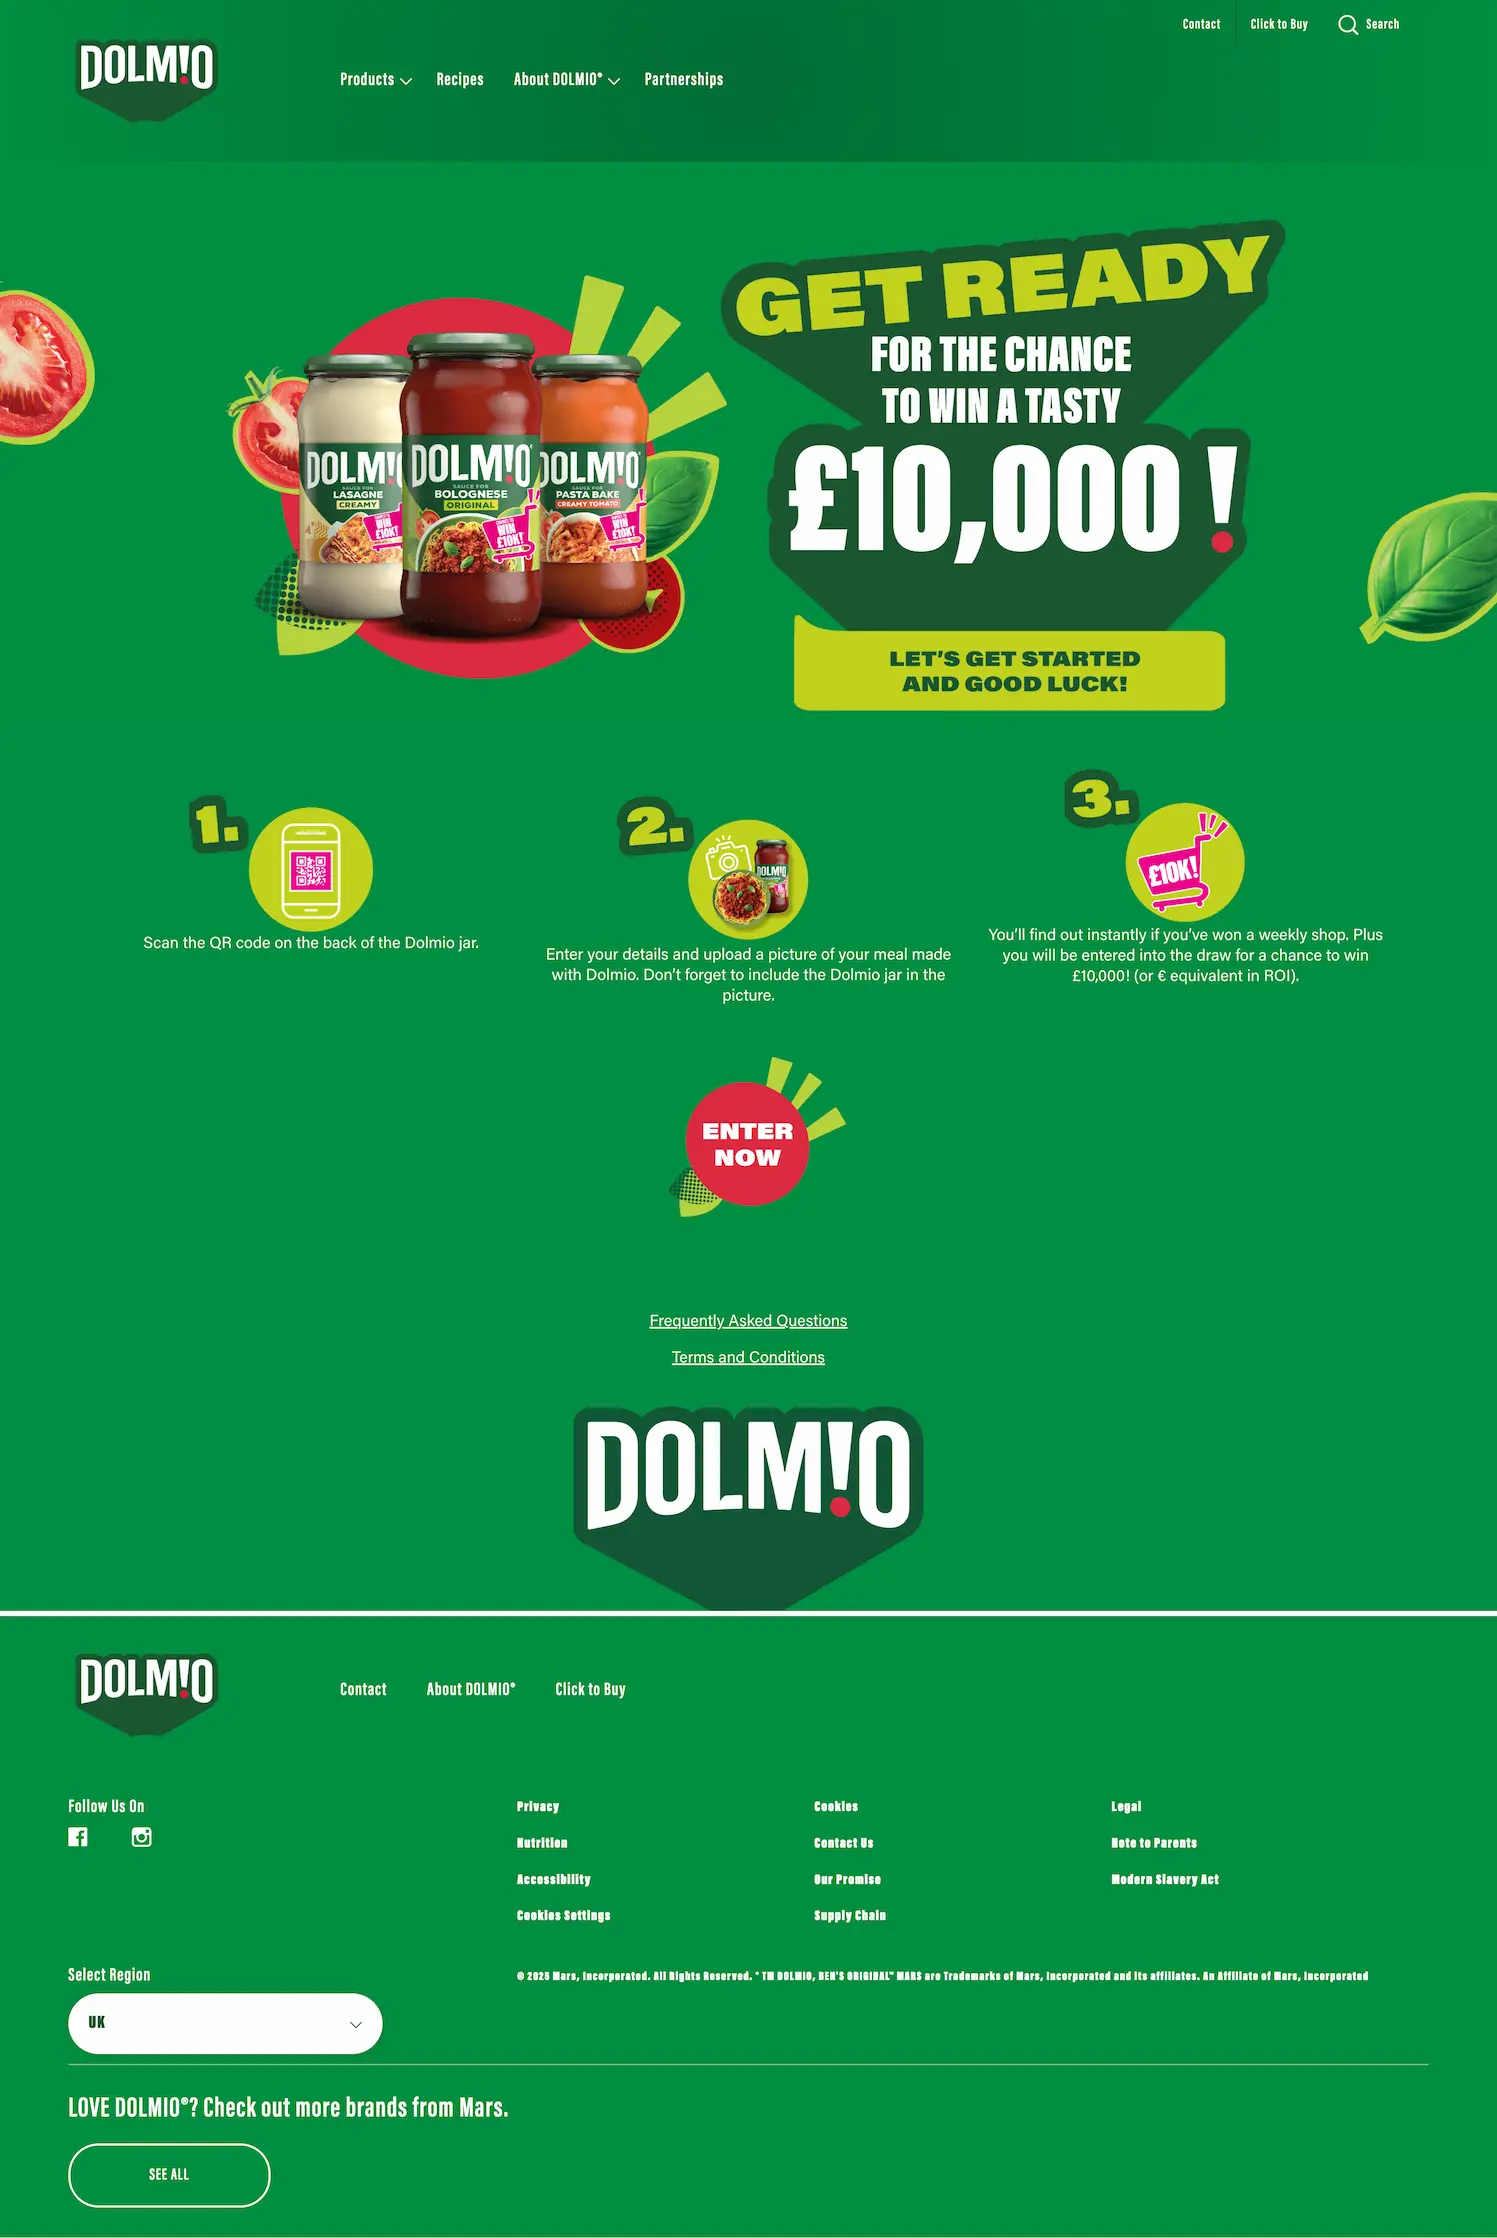 Contact
Click to Buy
Search
DOLM!O
Products
Recipes
About DOLMIO®
Partnerships
GET READY
FOR THE CHANCE
TO WIN A TASTY
£10,000!
DOLM!O
SAUCE FOR
LASAGNE
CREAMY
WIN
£10K!
DOLM!O
SAUCE FOR
BOLOGNESE
ORIGINAL
CHANCE TO
WIN
£10K!
DOLM!O
SAUCE FOR
PASTA BAKE
CREAMY TOMATO
WIN
£10K!
LET'S GET STARTED
AND GOOD LUCK!
1.
Scan the QR code on the back of the Dolmio jar.
2.
DOLM!O
Enter your details and upload a picture of your meal made
with Dolmio. Don't forget to include the Dolmio jar in the
picture.
3.
£10K!
You'll find out instantly if you've won a weekly shop. Plus
you will be entered into the draw for a chance to win
£10,000! (or € equivalent in ROI).
ENTER
NOW
Frequently Asked Questions
Terms and Conditions
DOLM!O
DOLM!O
Contact
About DOLMIO®
Click to Buy
Follow Us On
Privacy
Cookies
Legal
Nutrition
Contact Us
Note to Parents
Accessibility
Our Promise
Modern Slavery Act
Cookies Settings
Supply Chain
Select Region
© 2025 Mars, Incorporated. All Rights Reserved. ® TM DOLMIO, BEN'S ORIGINAL™ MARS are Trademarks of Mars, Incorporated and its affiliates. An Affiliate of Mars, Incorporated
UK
LOVE DOLMIO®? Check out more brands from Mars.
SEE ALL